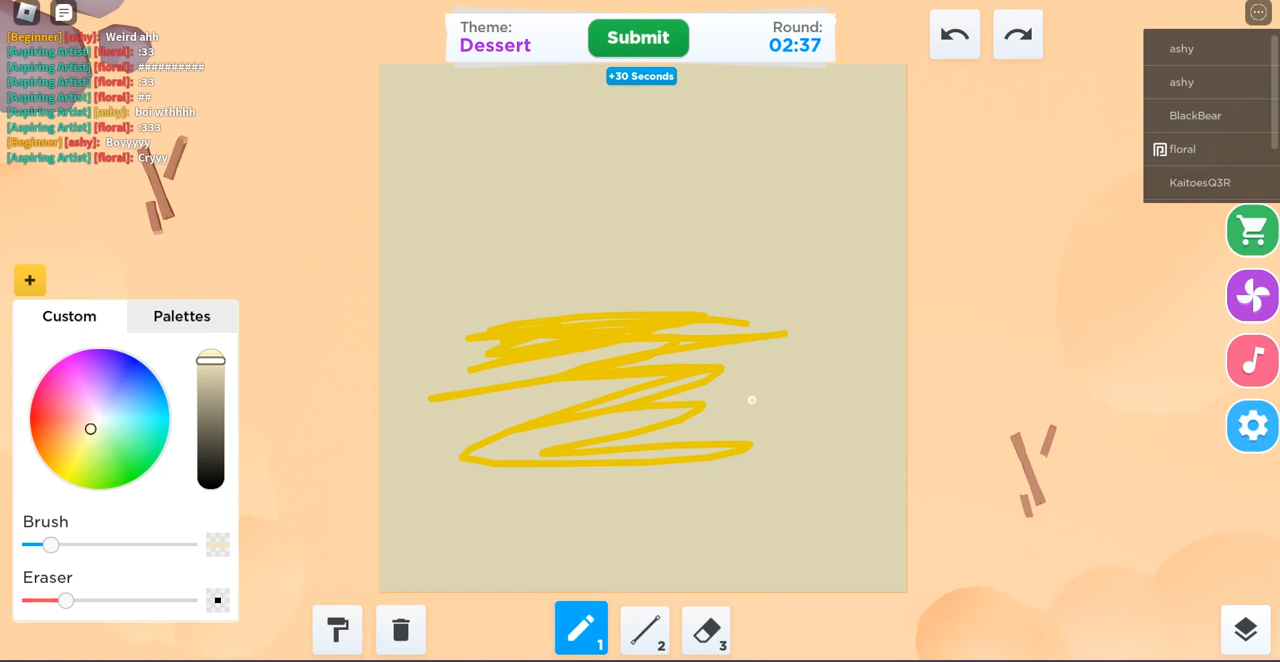 [Beginner] [ashy]: Weird ahh
[Aspiring Artist] [floral]: :33
[Aspiring Artist] [floral]: ##########
[Aspiring Artist] [floral]: :33
[Aspiring Artist] [floral]: ##
[Aspiring Artist] [ashy]: boi wthhhh
[Aspiring Artist] [floral]: :333
[Beginner] [ashy]: Boyyyyy
[Aspiring Artist] [floral]: Cryyy
Theme:
Dessert
Submit
Round:
02:37
+30 Seconds
ashy
ashy
BlackBear
floral
KaitoesQ3R
+
Custom
Palettes
Brush
Eraser
1
2
3